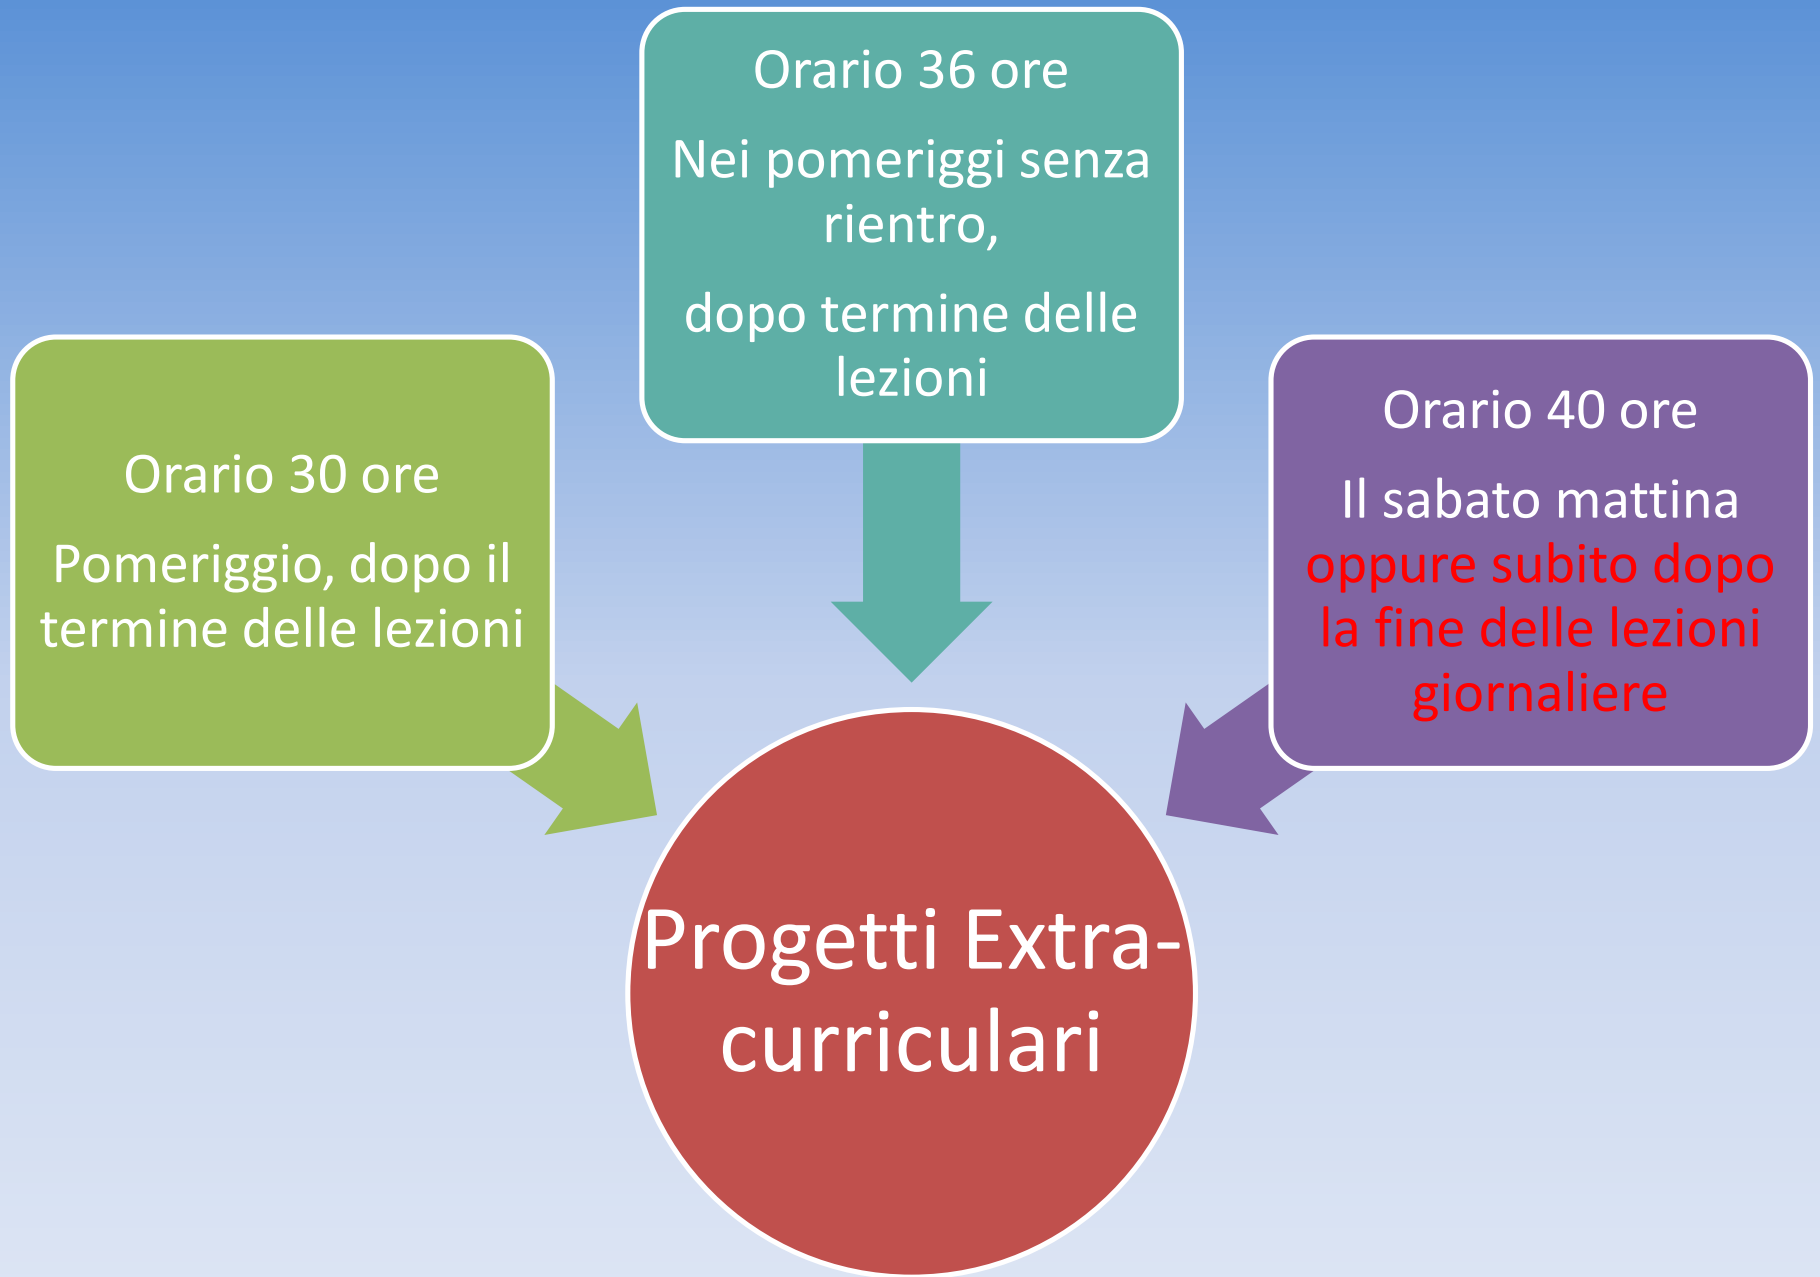 Orario 36 ore
Nei pomeriggi senza
rientro,
dopo termine delle
lezioni
Orario 30 ore
Pomeriggio, dopo il
termine delle lezioni
Orario 40 ore
Il sabato mattina
oppure subito dopo
la fine delle lezioni
giornaliere
Progetti Extra-
curriculari